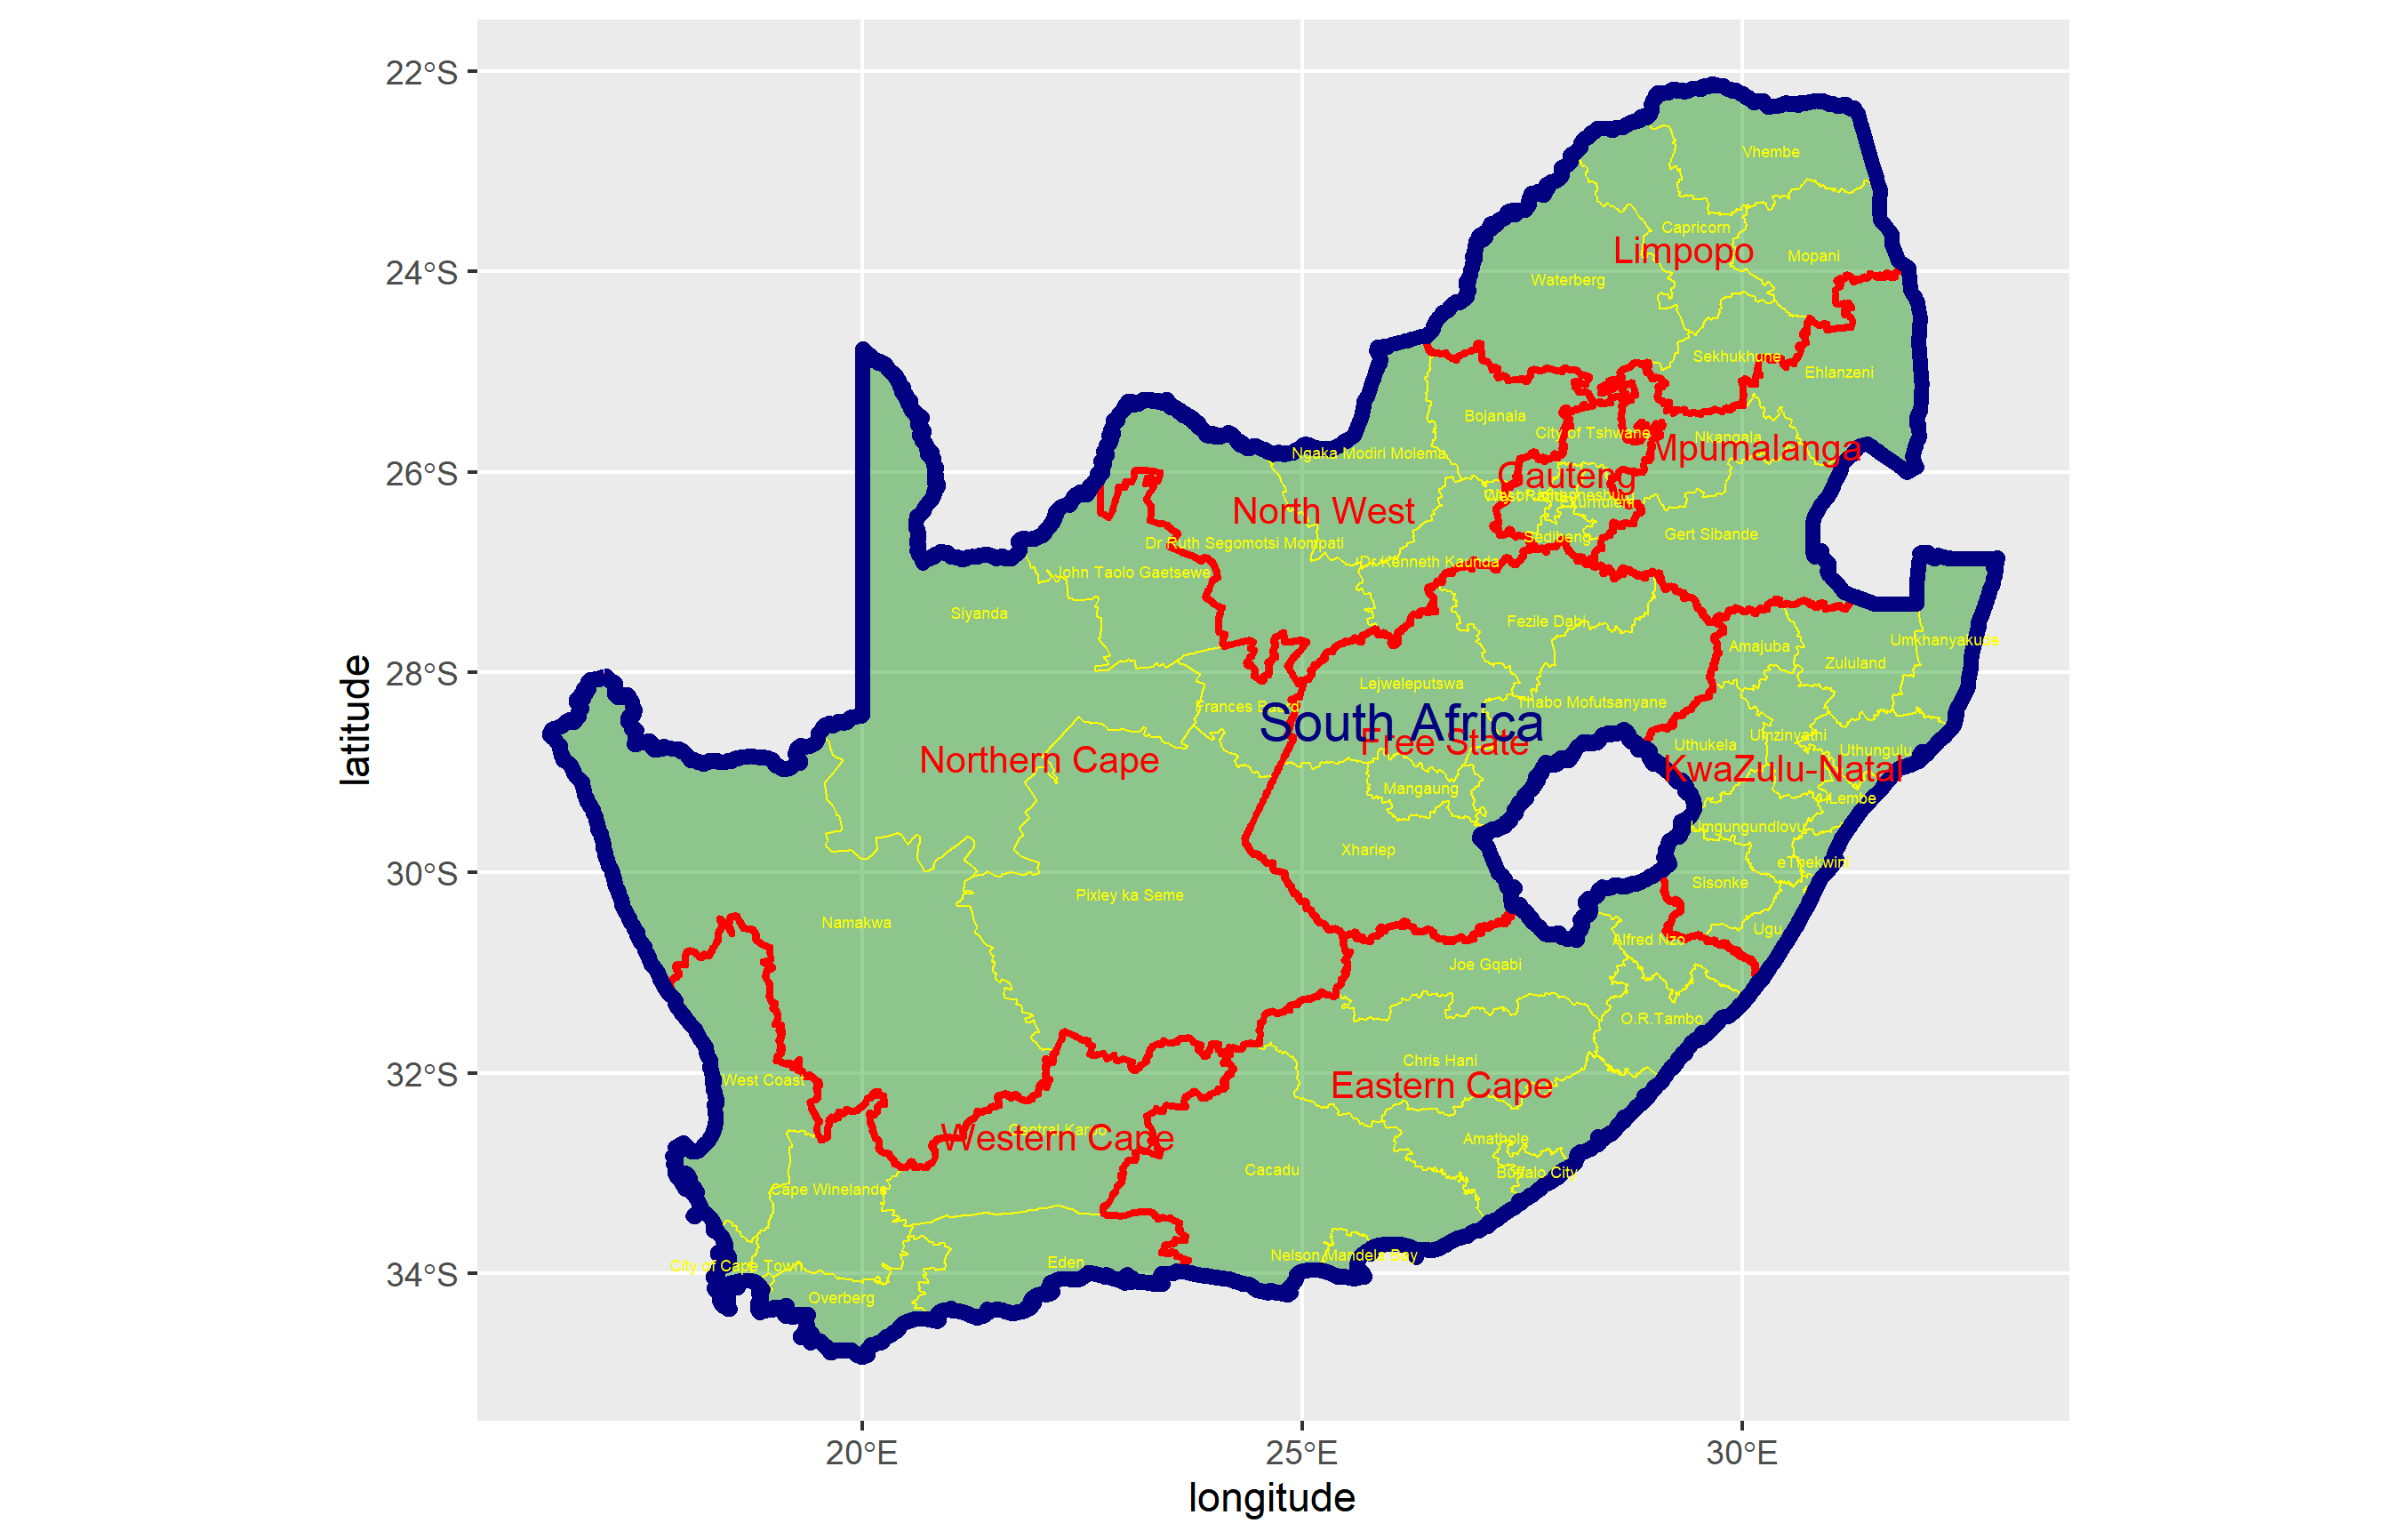 22°S
24°S
26°S
28°S
30°S
32°S
34°S
latitude
20°E
25°E
30°E
longitude
Vhembe
Capricorn
Limpopo
Mopani
Waterberg
Sekhukhune
Ehlanzeni
Bojanala
City of Tshwane
Nkangala
Mpumalanga
Ngaka Modiri Molema
Gauteng
North West
Sedibeng
Gert Sibande
Dr Ruth Segomotsi Mompati
Dr Kenneth Kaunda
John Taolo Gaetsewe
Siyanda
Fezile Dabi
Amajuba
Umkhanyakude
Zululand
Lejweleputswa
Thabo Mofutsanyane
Frances Baard
South Africa
Free State
Uthukela
Umzinyathi
Uthungulu
Northern Cape
KwaZulu-Natal
Mangaung
iLembe
Umgungundlovu
Xhariep
eThekwini
Sisonke
Pixley ka Seme
Namakwa
Ugu
Alfred Nzo
Joe Gqabi
O.R.Tambo
Chris Hani
West Coast
Eastern Cape
Central Karoo
Western Cape
Amathole
Buffalo City
Cacadu
Cape Winelands
Nelson Mandela Bay
Eden
City of Cape Town
Overberg